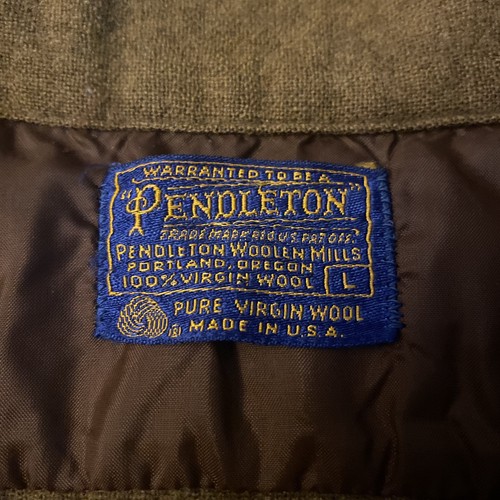 WARRANTED TO BE A
"PENDLETON"
TRADE MARK REG U.S. PAT. OFF.
PENDLETON WOOLEN MILLS
PORTLAND, OREGON
100% VIRGIN WOOL L
PURE VIRGIN WOOL
MADE IN U.S.A.